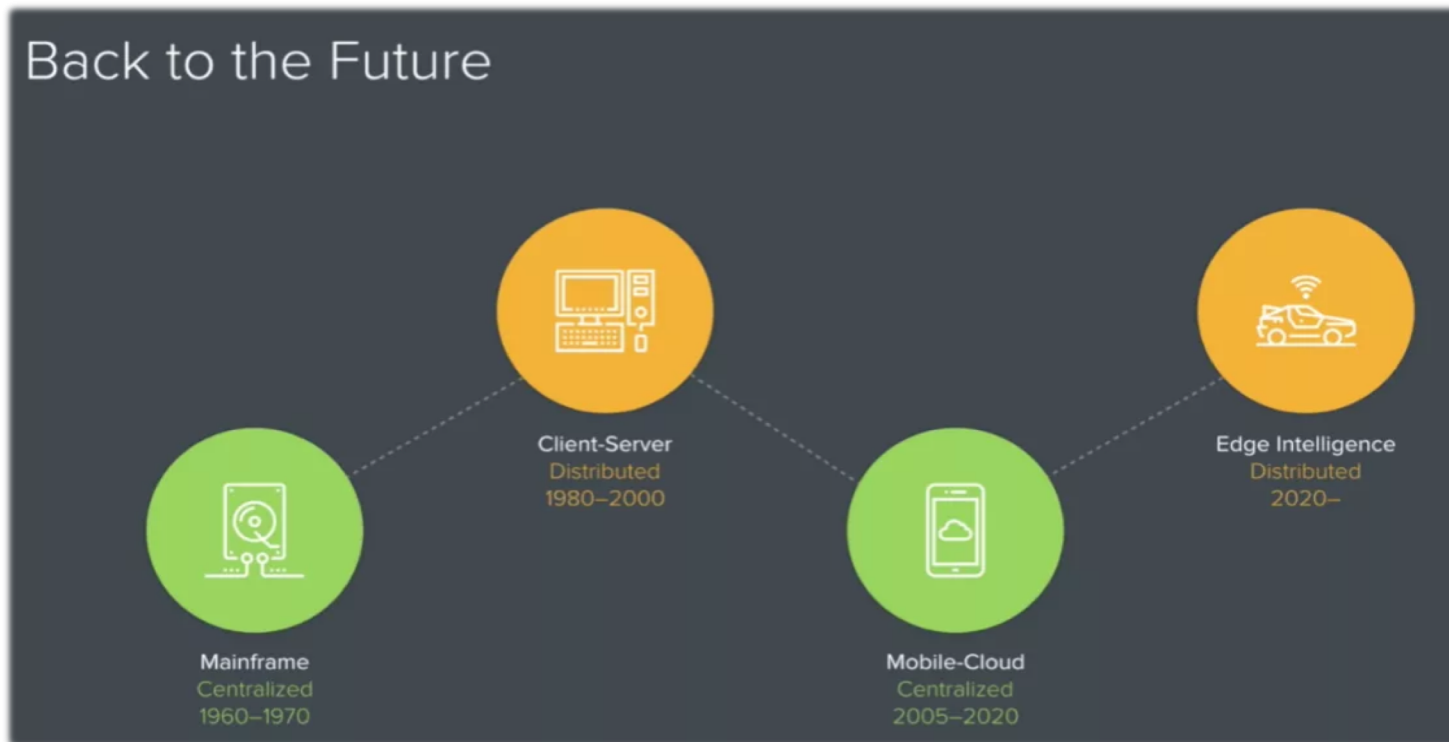 Back to the Future
Mainframe
Centralized
1960–1970
Client-Server
Distributed
1980–2000
Mobile-Cloud
Centralized
2005–2020
Edge Intelligence
Distributed
2020–